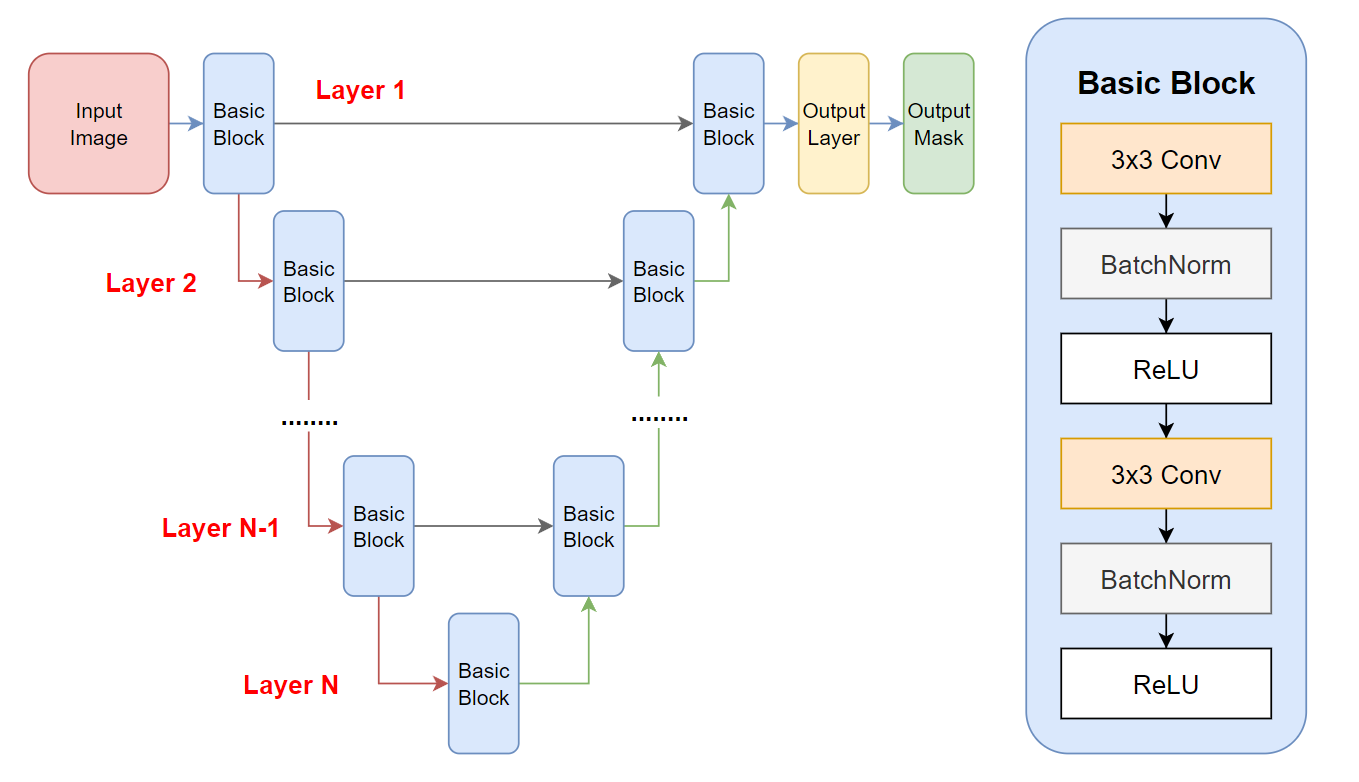 Input
Image
Basic
Block
Layer 1
Basic
Block
Output
Layer
Output
Mask
Layer 2
Basic
Block
Basic
Block
........
........
Layer N-1
Basic
Block
Basic
Block
Layer N
Basic
Block
Basic Block
3x3 Conv
BatchNorm
ReLU
3x3 Conv
BatchNorm
ReLU